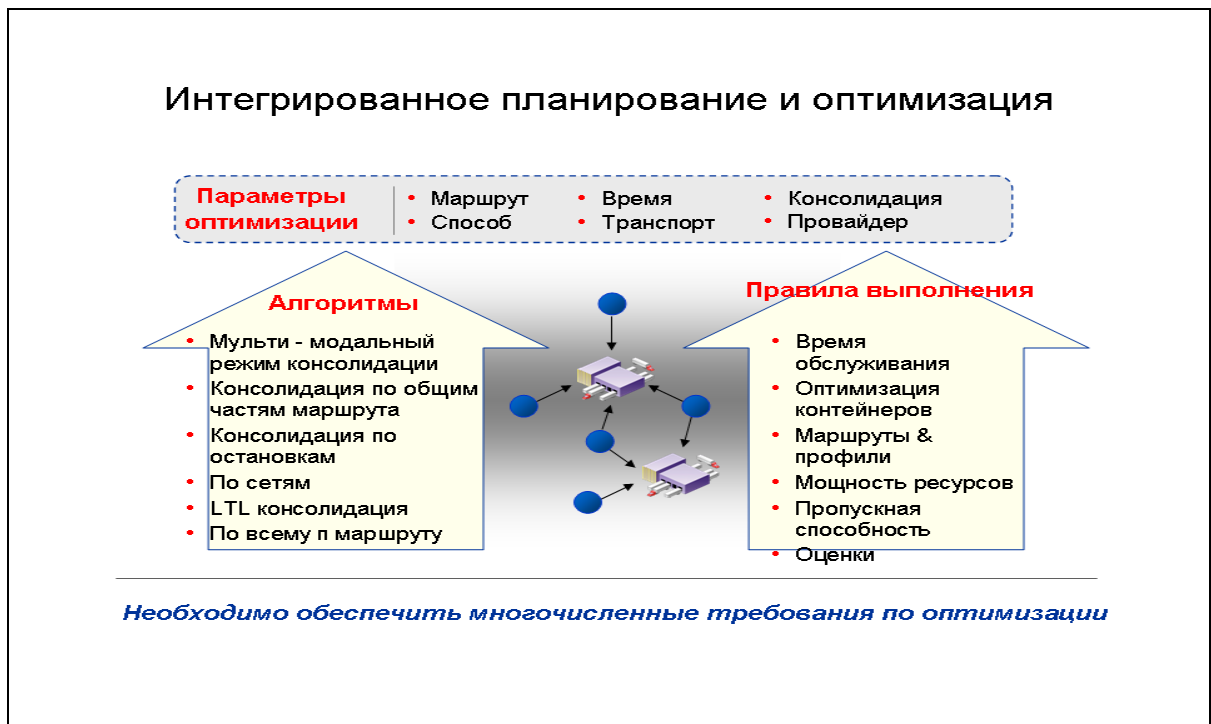 Интегрированное планирование и оптимизация
Параметры
оптимизации
• Маршрут
• Способ
• Время
• Транспорт
• Консолидация
• Провайдер
Алгоритмы
• Мульти - модальный
режим консолидации
• Консолидация по общим
частям маршрута
• Консолидация по
остановкам
• По сетям
• LTL консолидация
• По всему п маршруту
Правила выполнения
• Время
обслуживания
• Оптимизация
контейнеров
• Маршруты &
профили
• Мощность ресурсов
• Пропускная
способность
• Оценки
Необходимо обеспечить многочисленные требования по оптимизации